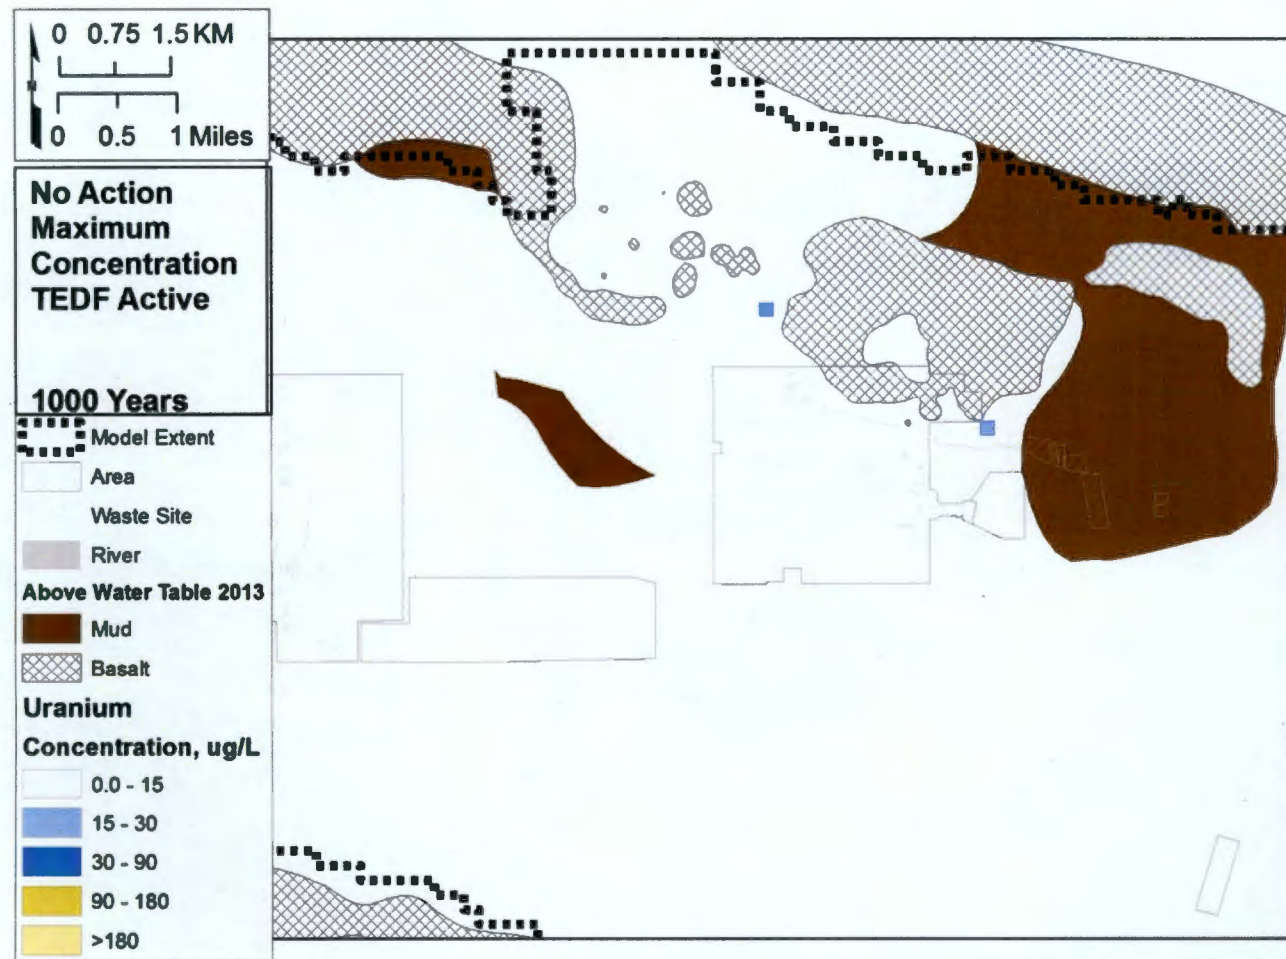 0 0.75 1.5 KM
0 0.5 1 Miles
No Action
Maximum
Concentration
TEDF Active
1000 Years
Model Extent
Area
Waste Site
River
Above Water Table 2013
Mud
Basalt
Uranium
Concentration, ug/L
0.0 - 15
15 - 30
30 - 90
90 - 180
>180